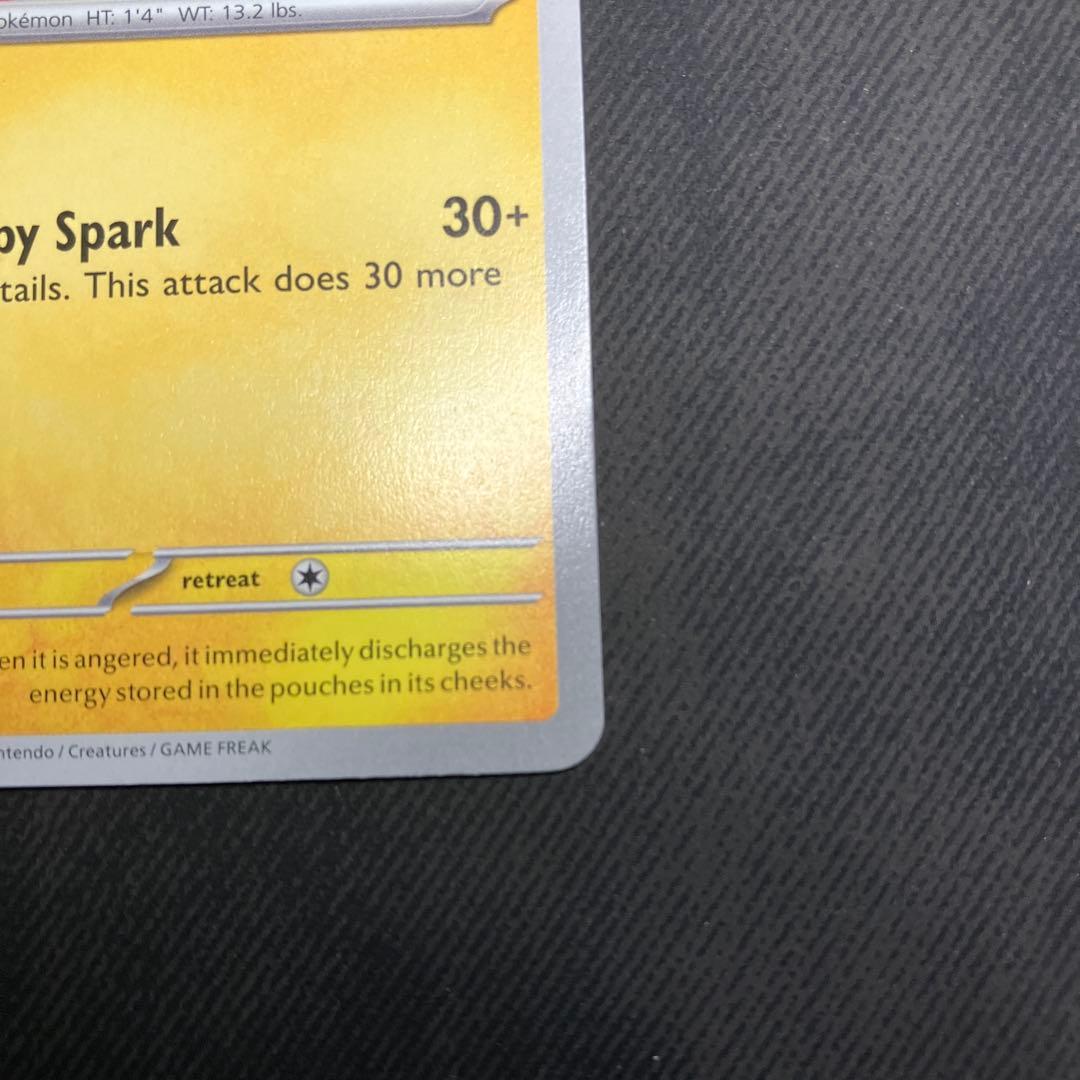 okémon HT: 1'4" WT: 13.2 lbs.
py Spark 30+
tails. This attack does 30 more
retreat
en it is angered, it immediately discharges the
energy stored in the pouches in its cheeks.
ntendo / Creatures / GAME FREAK